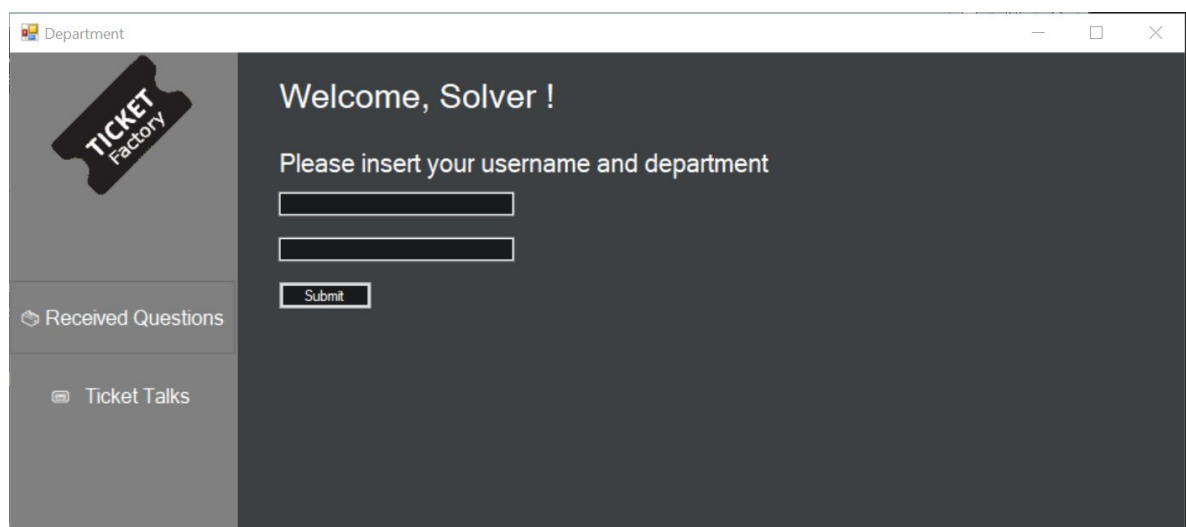 Department
TICKET
Factory
Welcome, Solver !
Please insert your username and department
Submit
Received Questions
Ticket Talks